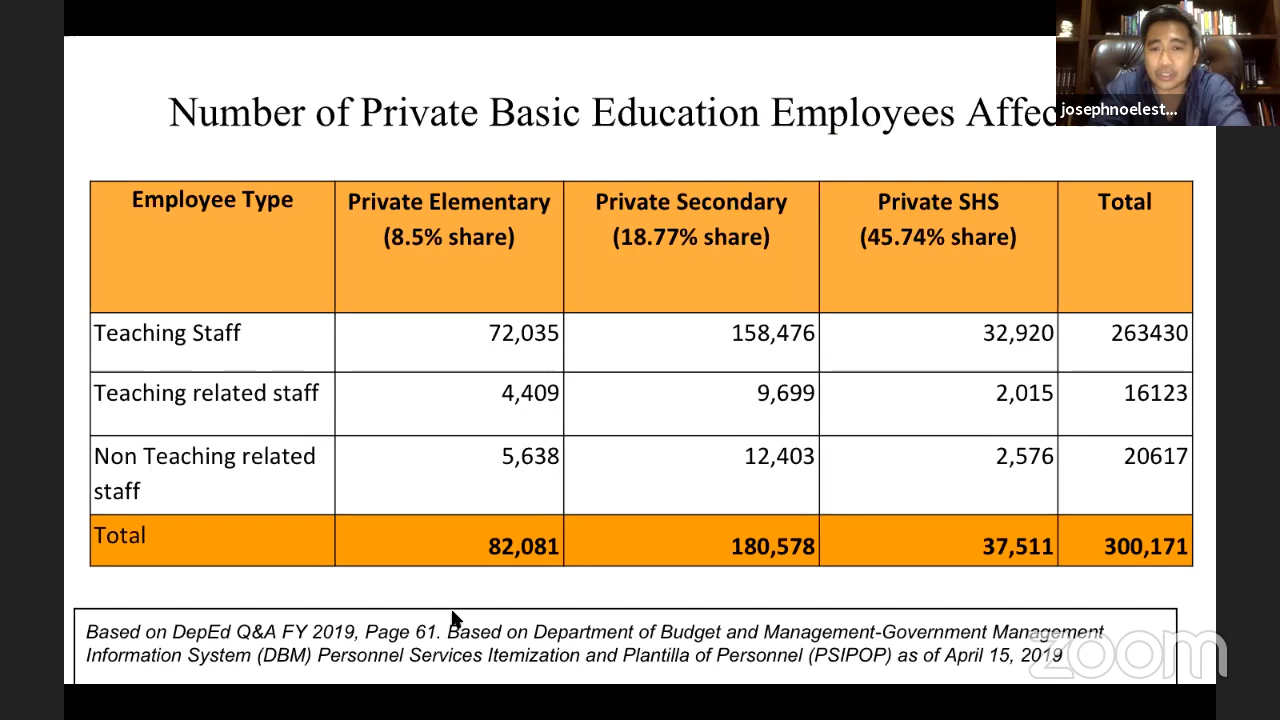 Number of Private Basic Education Employees Affec
josephnoelest...
Employee Type Private Elementary Private Secondary Private SHS Total
(8.5% share) (18.77% share) (45.74% share)
Teaching Staff 72,035 158,476 32,920 263430
Teaching related staff 4,409 9,699 2,015 16123
Non Teaching related 5,638 12,403 2,576 20617
staff
Total 82,081 180,578 37,511 300,171
Based on DepEd Q&A FY 2019, Page 61. Based on Department of Budget and Management-Government Management
Information System (DBM) Personnel Services Itemization and Plantilla of Personnel (PSIPOP) as of April 15, 2019
zoom